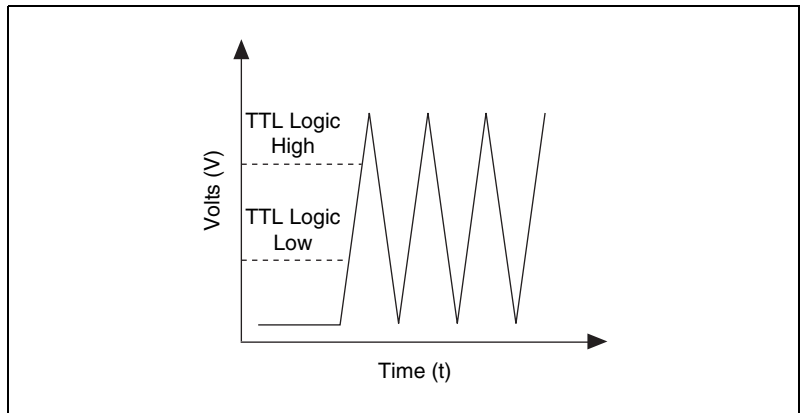 TTL Logic
High
TTL Logic
Low
Volts (V)
Time (t)